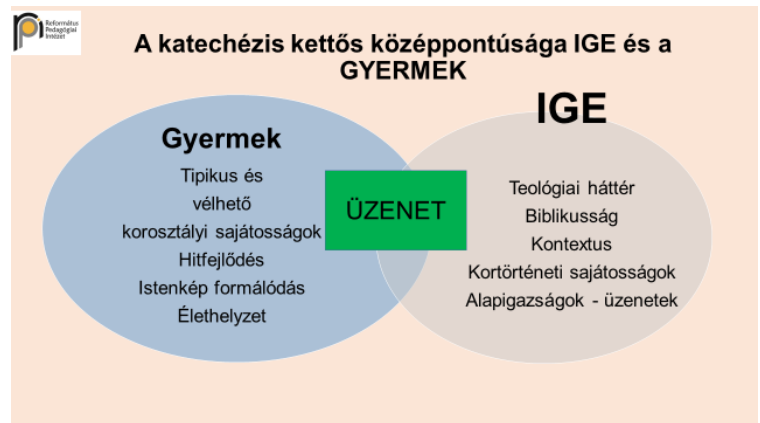 Református
Pedagógiai
Intézet
A katechézis kettős középpontúsága IGE és a
GYERMEK
Gyermek
Tipikus és
vélhető
korosztályi sajátosságok
Hitfejlődés
Istenkép formálódás
Élethelyzet
ÜZENET
IGE
Teológiai háttér
Biblikusság
Kontextus
Kortörténeti sajátosságok
Alapigazságok - üzenetek